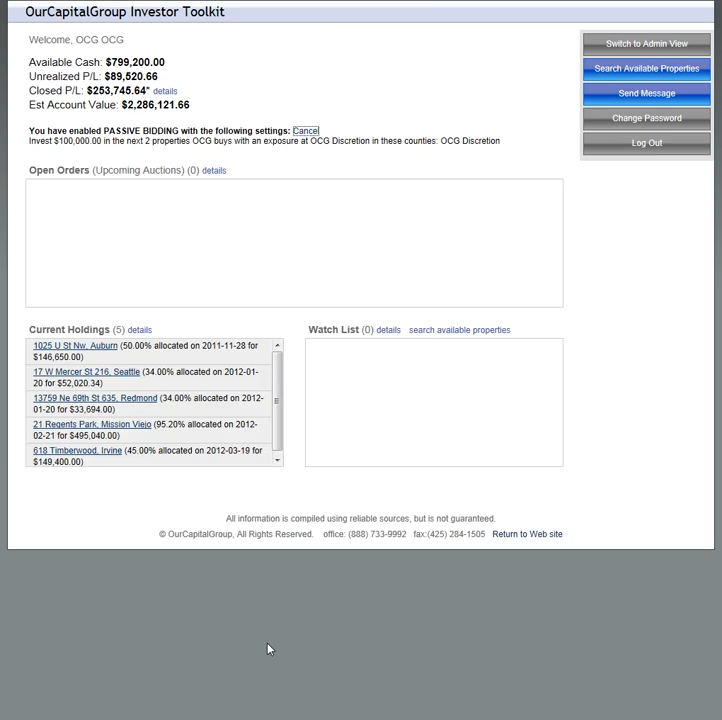 OurCapitalGroup Investor Toolkit
Welcome, OCG OCG
Switch to Admin View
Search Available Properties
Send Message
Change Password
Log Out
Available Cash: $799,200.00
Unrealized P/L: $89,520.66
Closed P/L: $253,745.64* details
Est Account Value: $2,286,121.66
You have enabled PASSIVE BIDDING with the following settings: Cancel
Invest $100,000.00 in the next 2 properties OCG buys with an exposure at OCG Discretion in these counties: OCG Discretion
Open Orders (Upcoming Auctions) (0) details
Current Holdings (5) details
1025 U St Nw, Auburn (50.00% allocated on 2011-11-28 for
$146,650.00)
17 W Mercer St 216, Seattle (34.00% allocated on 2012-01-
20 for $52,020.34)
13759 Ne 69th St 635, Redmond (34.00% allocated on 2012-
01-20 for $33,694.00)
21 Regents Park, Mission Viejo (95.20% allocated on 2012-
02-21 for $495,040.00)
618 Timberwood, Irvine (45.00% allocated on 2012-03-19 for
$149,400.00)
Watch List (0) details search available properties
All information is compiled using reliable sources, but is not guaranteed.
© OurCapitalGroup, All Rights Reserved. office: (888) 733-9992 fax:(425) 284-1505 Return to Web site